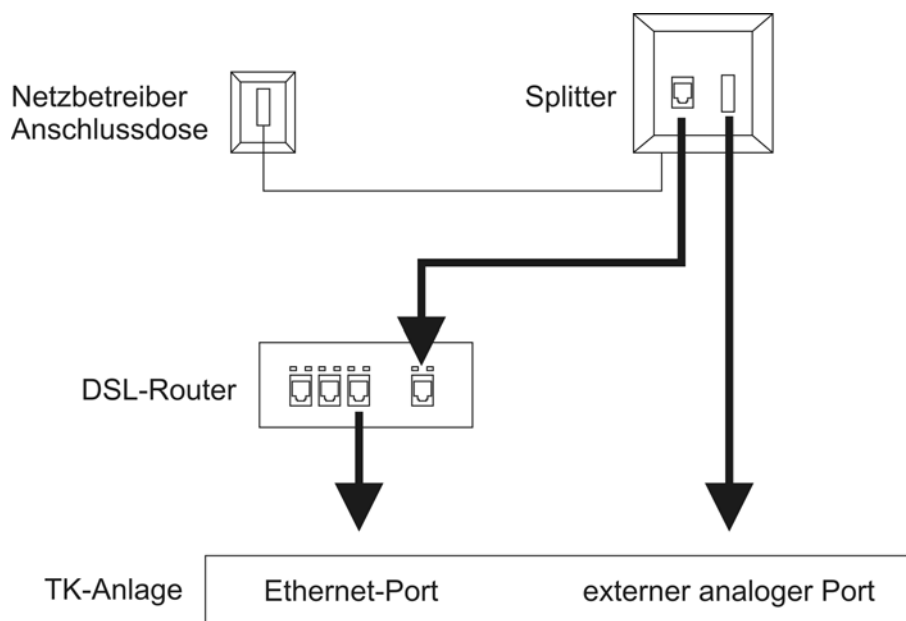 Netzbetreiber
Anschlussdose
Splitter
DSL-Router
TK-Anlage
Ethernet-Port
externer analoger Port